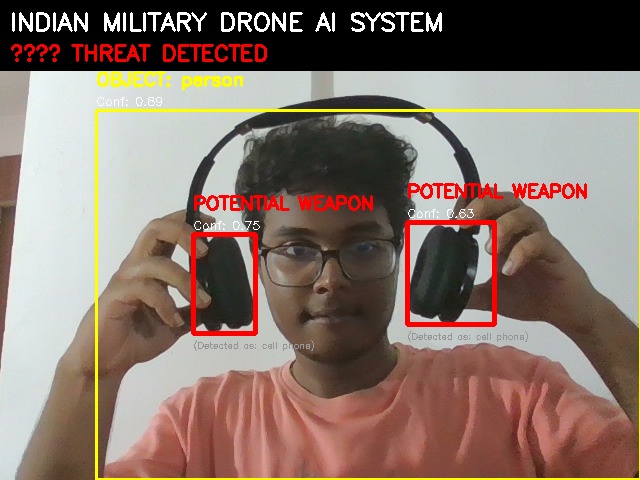 INDIAN MILITARY DRONE AI SYSTEM
???? THREAT DETECTED
OBJECT: person
Conf: 0.89
POTENTIAL WEAPON
Conf: 0.75
(Detected as: cell phone)
POTENTIAL WEAPON
Conf: 0.63
(Detected as: cell phone)